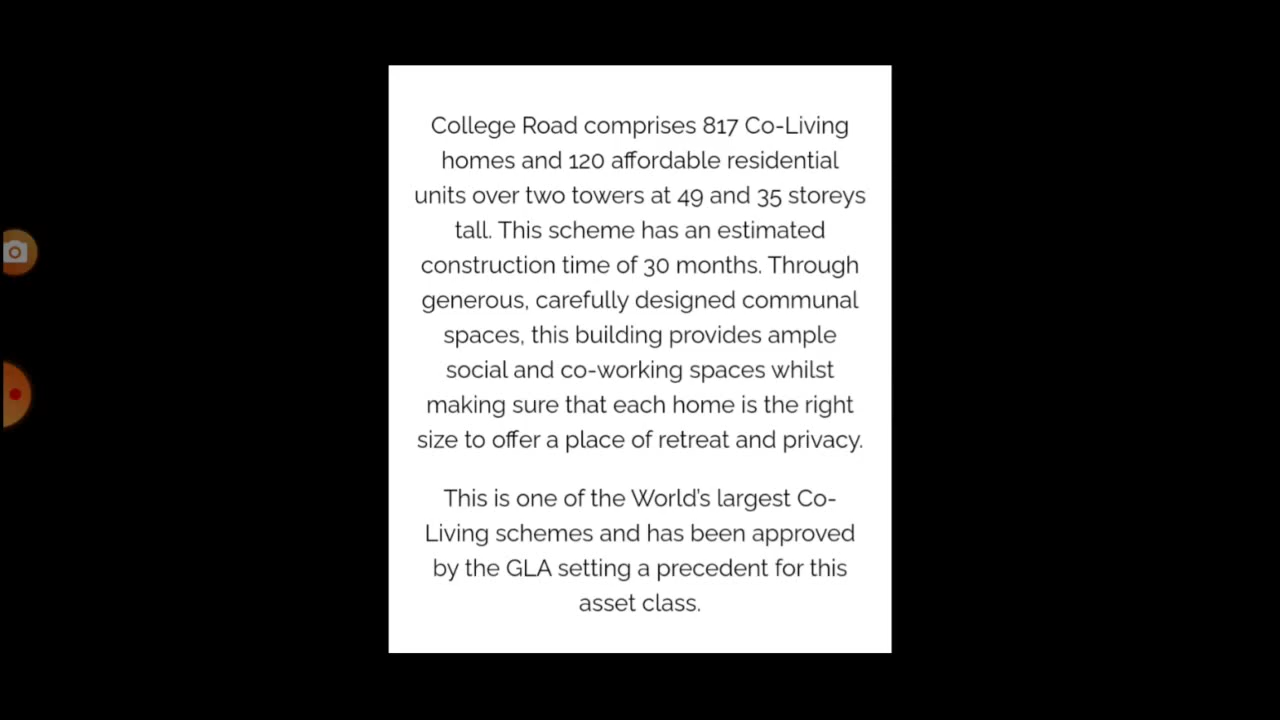 College Road comprises 817 Co-Living
homes and 120 affordable residential
units over two towers at 49 and 35 storeys
tall. This scheme has an estimated
construction time of 30 months. Through
generous, carefully designed communal
spaces, this building provides ample
social and co-working spaces whilst
making sure that each home is the right
size to offer a place of retreat and privacy.
This is one of the World's largest Co-
Living schemes and has been approved
by the GLA setting a precedent for this
asset class.